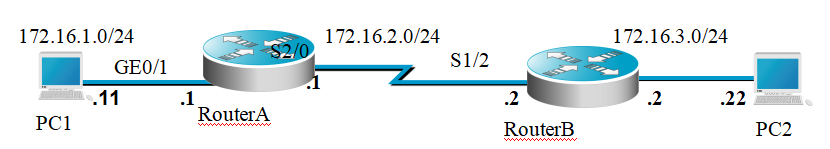 172.16.1.0/24
S2/0
172.16.2.0/24
172.16.3.0/24
GE0/1
S1/2
.11
.1
.1
.2
.2
.22
PC1
RouterA
RouterB
PC2